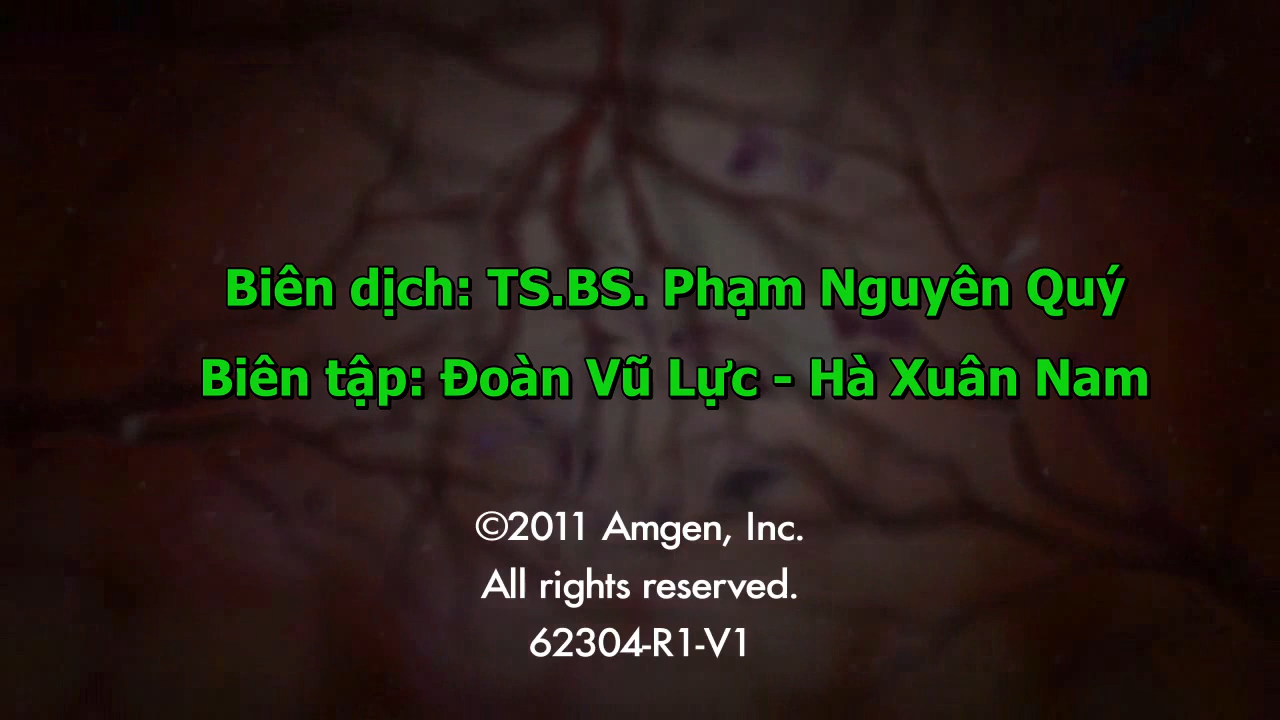 Biên dịch: TS.BS. Phạm Nguyên Quý
Biên tập: Đoàn Vũ Lực - Hà Xuân Nam
©2011 Amgen, Inc.
All rights reserved.
62304-R1-V1